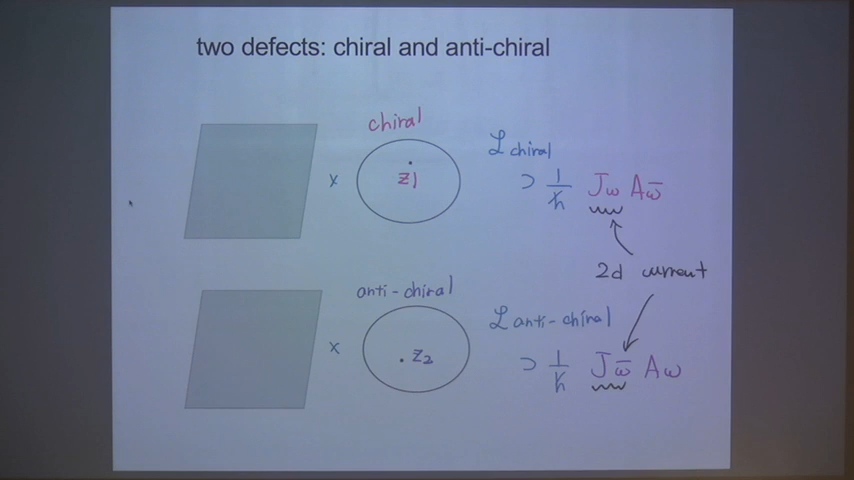 two defects: chiral and anti-chiral
chiral
× z1 ℒ chiral
⊃ 1/ħ Jω Aω̄
2d current
anti-chiral
× z2 ℒ anti-chiral
⊃ 1/ħ Jω̄ Aω